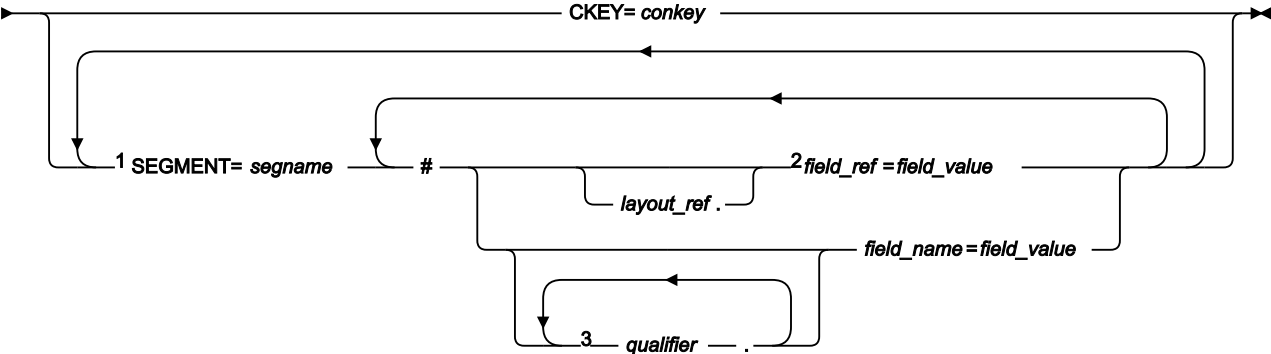 CKEY= conkey
1 SEGMENT= segname # 2 field_ref =field_value
layout_ref .
field_name =field_value
3 qualifier .